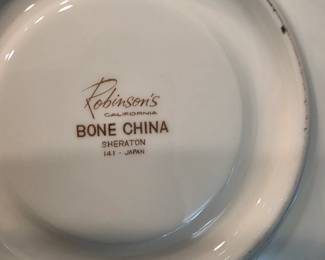 Robinson's
CALIFORNIA
BONE CHINA
SHERATON
141 - JAPAN